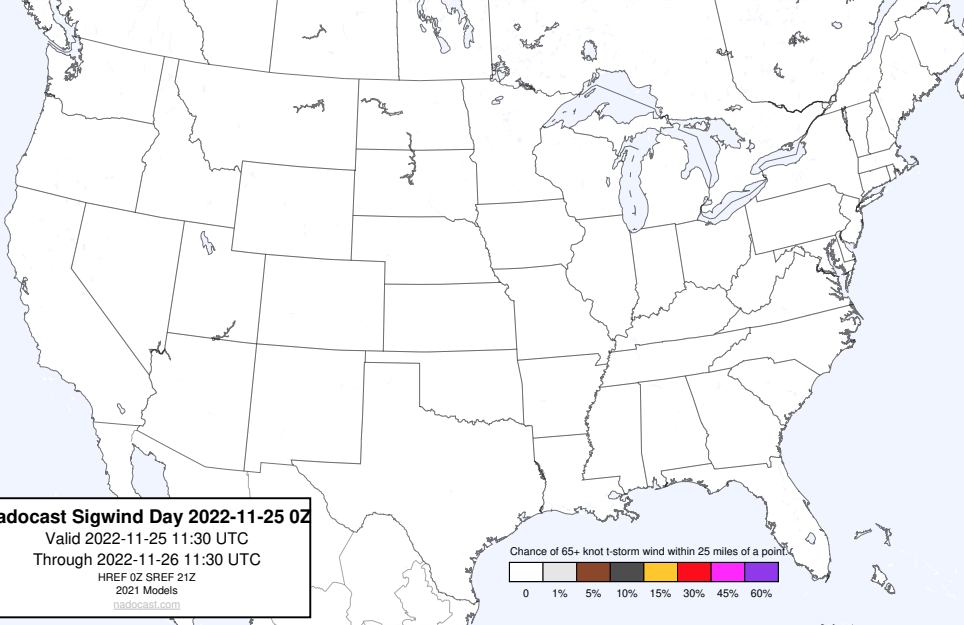 adocast Sigwind Day 2022-11-25 0Z
Valid 2022-11-25 11:30 UTC
Through 2022-11-26 11:30 UTC
HREF 0Z SREF 21Z
2021 Models
nadocast.com
Chance of 65+ knot t-storm wind within 25 miles of a point.
0 1% 5% 10% 15% 30% 45% 60%